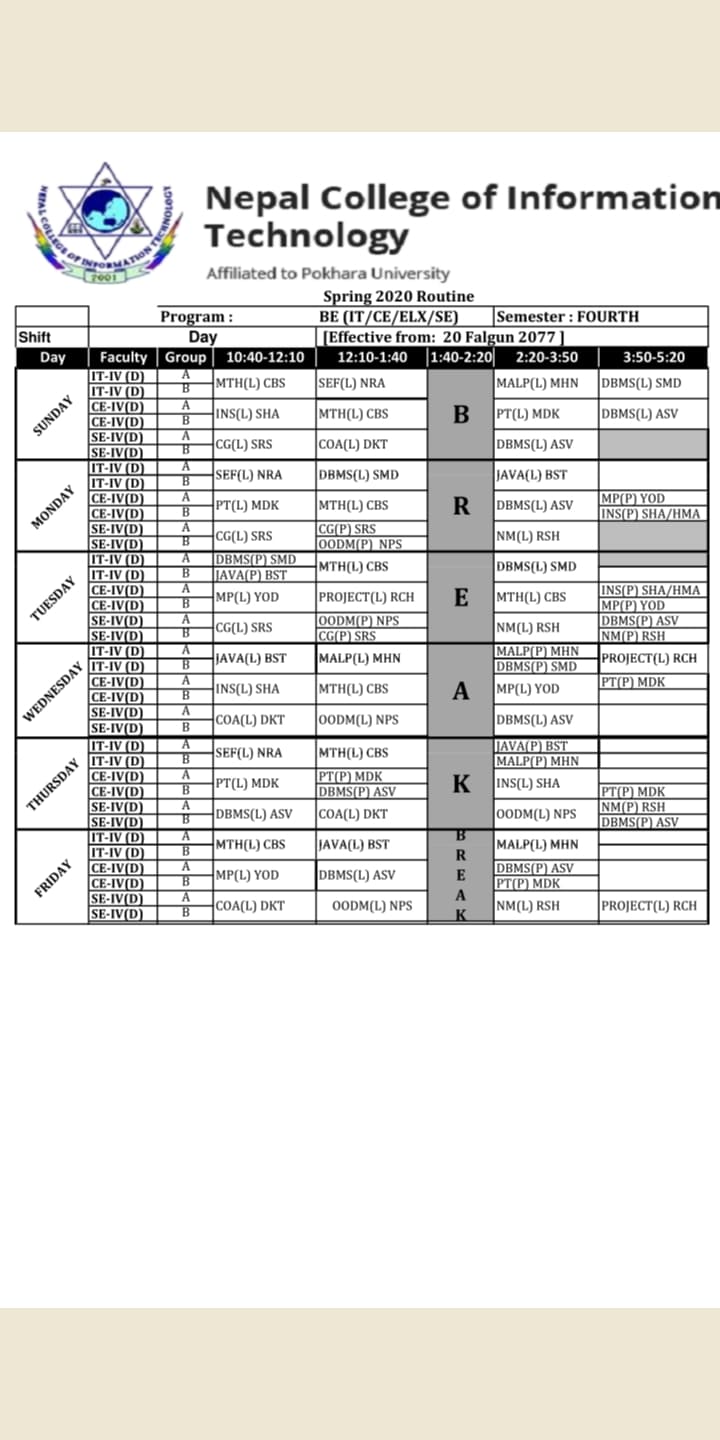 NEPAL COLLEGE OF INFORMATION TECHNOLOGY
2001
Nepal College of Information
Technology
Affiliated to Pokhara University
Spring 2020 Routine
Program : BE (IT/CE/ELX/SE) Semester : FOURTH
Shift Day [Effective from: 20 Falgun 2077 ]
Day Faculty Group 10:40-12:10 12:10-1:40 1:40-2:20 2:20-3:50 3:50-5:20
SUNDAY
IT-IV (D) A MTH(L) CBS SEF(L) NRA MALP(L) MHN DBMS(L) SMD
IT-IV (D) B
CE-IV(D) A INS(L) SHA MTH(L) CBS B PT(L) MDK DBMS(L) ASV
CE-IV(D) B
SE-IV(D) A CG(L) SRS COA(L) DKT DBMS(L) ASV
SE-IV(D) B
MONDAY
IT-IV (D) A SEF(L) NRA DBMS(L) SMD JAVA(L) BST
IT-IV (D) B
CE-IV(D) A PT(L) MDK MTH(L) CBS R DBMS(L) ASV MP(P) YOD
CE-IV(D) B INS(P) SHA/HMA
SE-IV(D) A CG(L) SRS CG(P) SRS NM(L) RSH
SE-IV(D) B OODM(P) NPS
TUESDAY
IT-IV (D) A DBMS(P) SMD MTH(L) CBS DBMS(L) SMD
IT-IV (D) B JAVA(P) BST
CE-IV(D) A MP(L) YOD PROJECT(L) RCH E MTH(L) CBS INS(P) SHA/HMA
CE-IV(D) B MP(P) YOD
SE-IV(D) A CG(L) SRS OODM(P) NPS NM(L) RSH DBMS(P) ASV
SE-IV(D) B CG(P) SRS NM(P) RSH
WEDNESDAY
IT-IV (D) A JAVA(L) BST MALP(L) MHN MALP(P) MHN PROJECT(L) RCH
IT-IV (D) B DBMS(P) SMD
CE-IV(D) A INS(L) SHA MTH(L) CBS A MP(L) YOD PT(P) MDK
CE-IV(D) B
SE-IV(D) A COA(L) DKT OODM(L) NPS DBMS(L) ASV
SE-IV(D) B
THURSDAY
IT-IV (D) A SEF(L) NRA MTH(L) CBS JAVA(P) BST
IT-IV (D) B MALP(L) MHN
CE-IV(D) A PT(L) MDK PT(P) MDK K INS(L) SHA
CE-IV(D) B DBMS(P) ASV PT(P) MDK
SE-IV(D) A DBMS(L) ASV COA(L) DKT OODM(L) NPS NM(P) RSH
SE-IV(D) B DBMS(P) ASV
FRIDAY
IT-IV (D) A MTH(L) CBS JAVA(L) BST B MALP(L) MHN
IT-IV (D) B R
CE-IV(D) A MP(L) YOD DBMS(L) ASV E DBMS(P) ASV
CE-IV(D) B PT(P) MDK
SE-IV(D) A COA(L) DKT OODM(L) NPS A NM(L) RSH PROJECT(L) RCH
SE-IV(D) B K